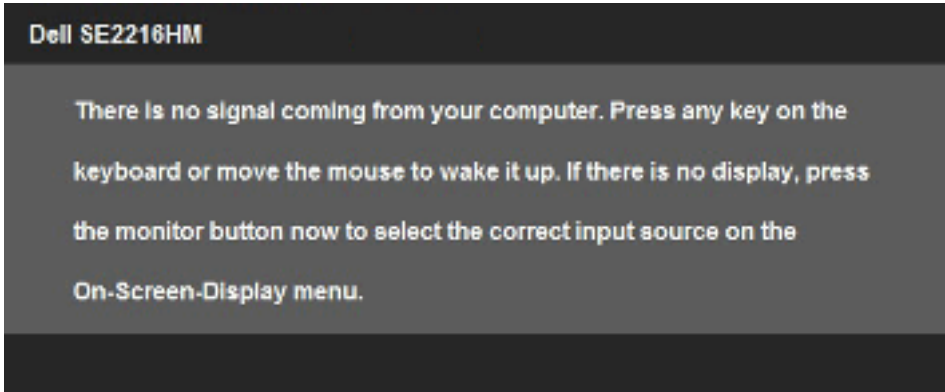 Dell SE2216HM
There is no signal coming from your computer. Press any key on the
keyboard or move the mouse to wake it up. If there is no display, press
the monitor button now to select the correct input source on the
On-Screen-Display menu.